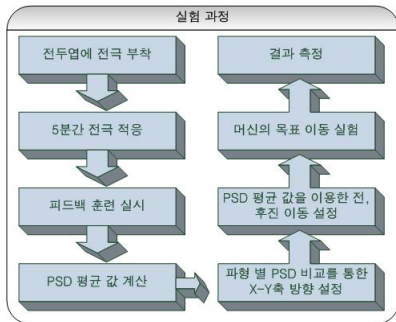 실험 과정
전두엽에 전극 부착
5분간 전극 적응
피드백 훈련 실시
PSD 평균 값 계산
파형 별 PSD 비교를 통한
X-Y축 방향 설정
PSD 평균 값을 이용한 전,
후진 이동 설정
머신의 목표 이동 실험
결과 측정